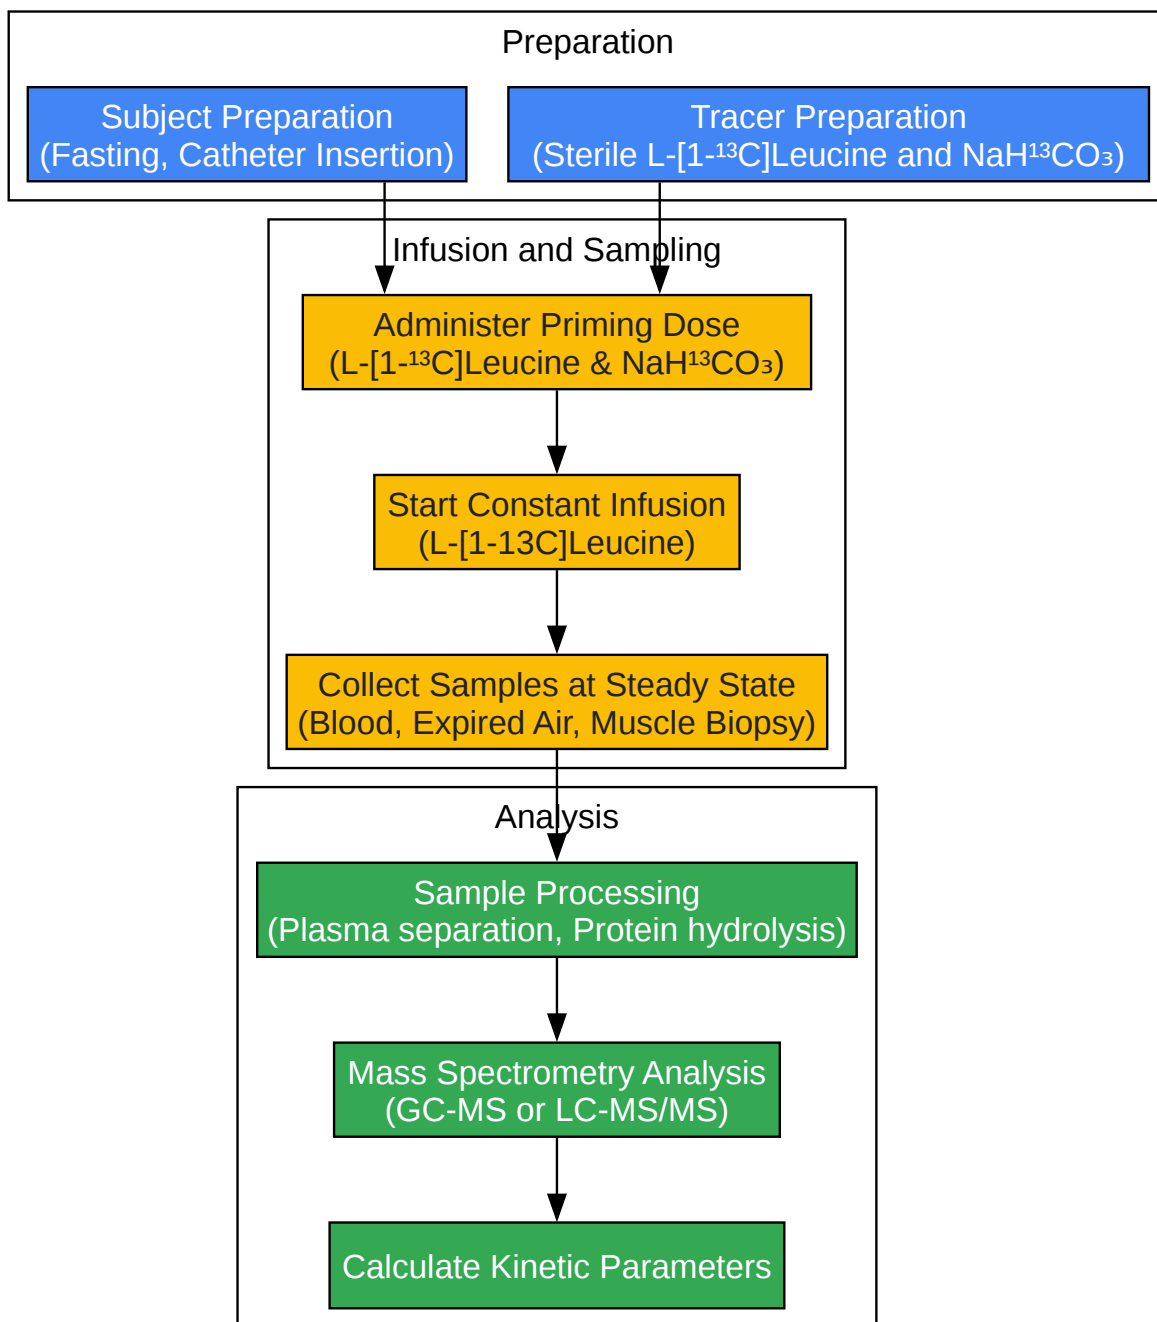 Preparation
Subject Preparation
(Fasting, Catheter Insertion)
Tracer Preparation
(Sterile L-[1-¹³C]Leucine and NaH¹³CO₃)
Infusion and Sampling
Administer Priming Dose
(L-[1-¹³C]Leucine & NaH¹³CO₃)
Start Constant Infusion
(L-[1-13C]Leucine)
Collect Samples at Steady State
(Blood, Expired Air, Muscle Biopsy)
Analysis
Sample Processing
(Plasma separation, Protein hydrolysis)
Mass Spectrometry Analysis
(GC-MS or LC-MS/MS)
Calculate Kinetic Parameters